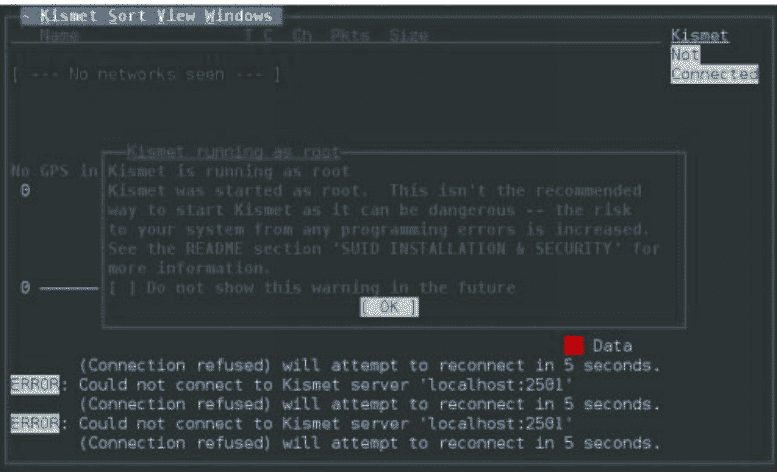 ~ Kismet Sort View Windows
Name T C Ch Pkts Size
Kismet
Not
Connected
[ --- No networks seen --- ]
Kismet running as root
No GPS in
Kismet is running as root
0
Kismet was started as root. This isn't the recommended
way to start Kismet as it can be dangerous -- the risk
to your system from any programming errors is increased.
See the README section 'SUID INSTALLATION & SECURITY' for
more information.
0
[ ] Do not show this warning in the future
[ OK ]
Data
(Connection refused) will attempt to reconnect in 5 seconds.
ERROR: Could not connect to Kismet server 'localhost:2501'
(Connection refused) will attempt to reconnect in 5 seconds.
ERROR: Could not connect to Kismet server 'localhost:2501'
(Connection refused) will attempt to reconnect in 5 seconds.